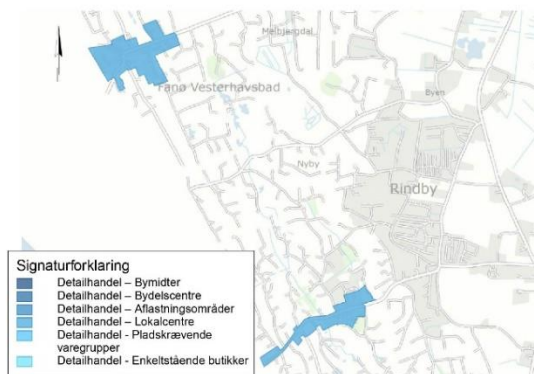 Melbjergdal
Fanø Vesterhavsbad
Byen
Nyby
Rindby
Signaturforklaring
Detailhandel – Bymidter
Detailhandel – Bydelscentre
Detailhandel – Aflastningsområder
Detailhandel – Lokalcentre
Detailhandel - Pladskrævende
varegrupper
Detailhandel - Enkeltstående butikker